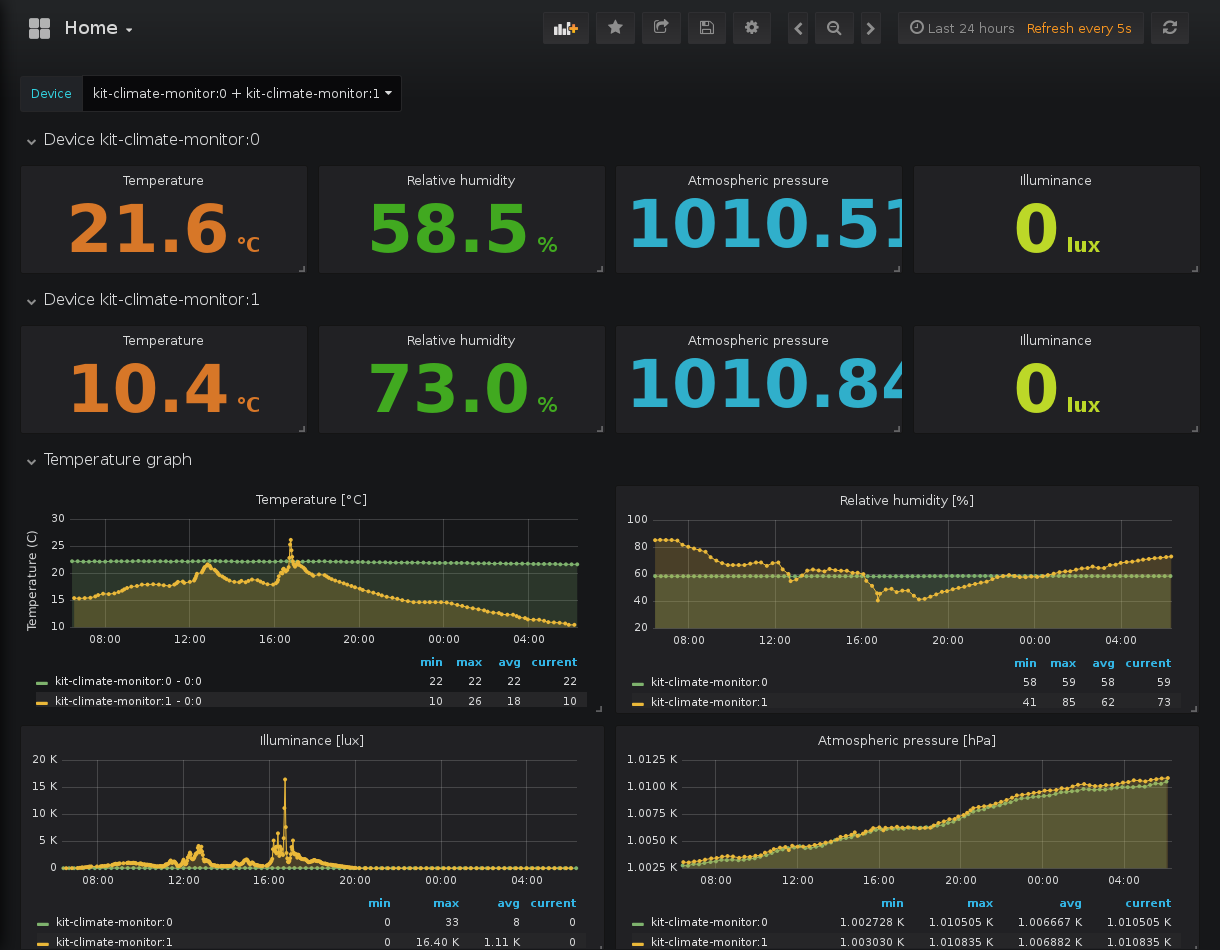 Home
Last 24 hours Refresh every 5s
Device kit-climate-monitor:0 + kit-climate-monitor:1
Device kit-climate-monitor:0
Temperature Relative humidity Atmospheric pressure Illuminance
21.6 °C 58.5 % 1010.51 0 lux
Device kit-climate-monitor:1
Temperature Relative humidity Atmospheric pressure Illuminance
10.4 °C 73.0 % 1010.84 0 lux
Temperature graph
Temperature [°C]
Temperature (C)
30
25
20
15
10
08:00 12:00 16:00 20:00 00:00 04:00
min max avg current
kit-climate-monitor:0 - 0:0 22 22 22 22
kit-climate-monitor:1 - 0:0 10 26 18 10
Relative humidity [%]
100
80
60
40
20
08:00 12:00 16:00 20:00 00:00 04:00
min max avg current
kit-climate-monitor:0 58 59 58 59
kit-climate-monitor:1 41 85 62 73
Illuminance [lux]
20 K
15 K
10 K
5 K
0
08:00 12:00 16:00 20:00 00:00 04:00
min max avg current
kit-climate-monitor:0 0 33 8 0
kit-climate-monitor:1 0 16.40 K 1.11 K 0
Atmospheric pressure [hPa]
1.0125 K
1.0100 K
1.0075 K
1.0050 K
1.0025 K
08:00 12:00 16:00 20:00 00:00 04:00
min max avg current
kit-climate-monitor:0 1.002728 K 1.010505 K 1.006667 K 1.010505 K
kit-climate-monitor:1 1.003030 K 1.010835 K 1.006882 K 1.010835 K